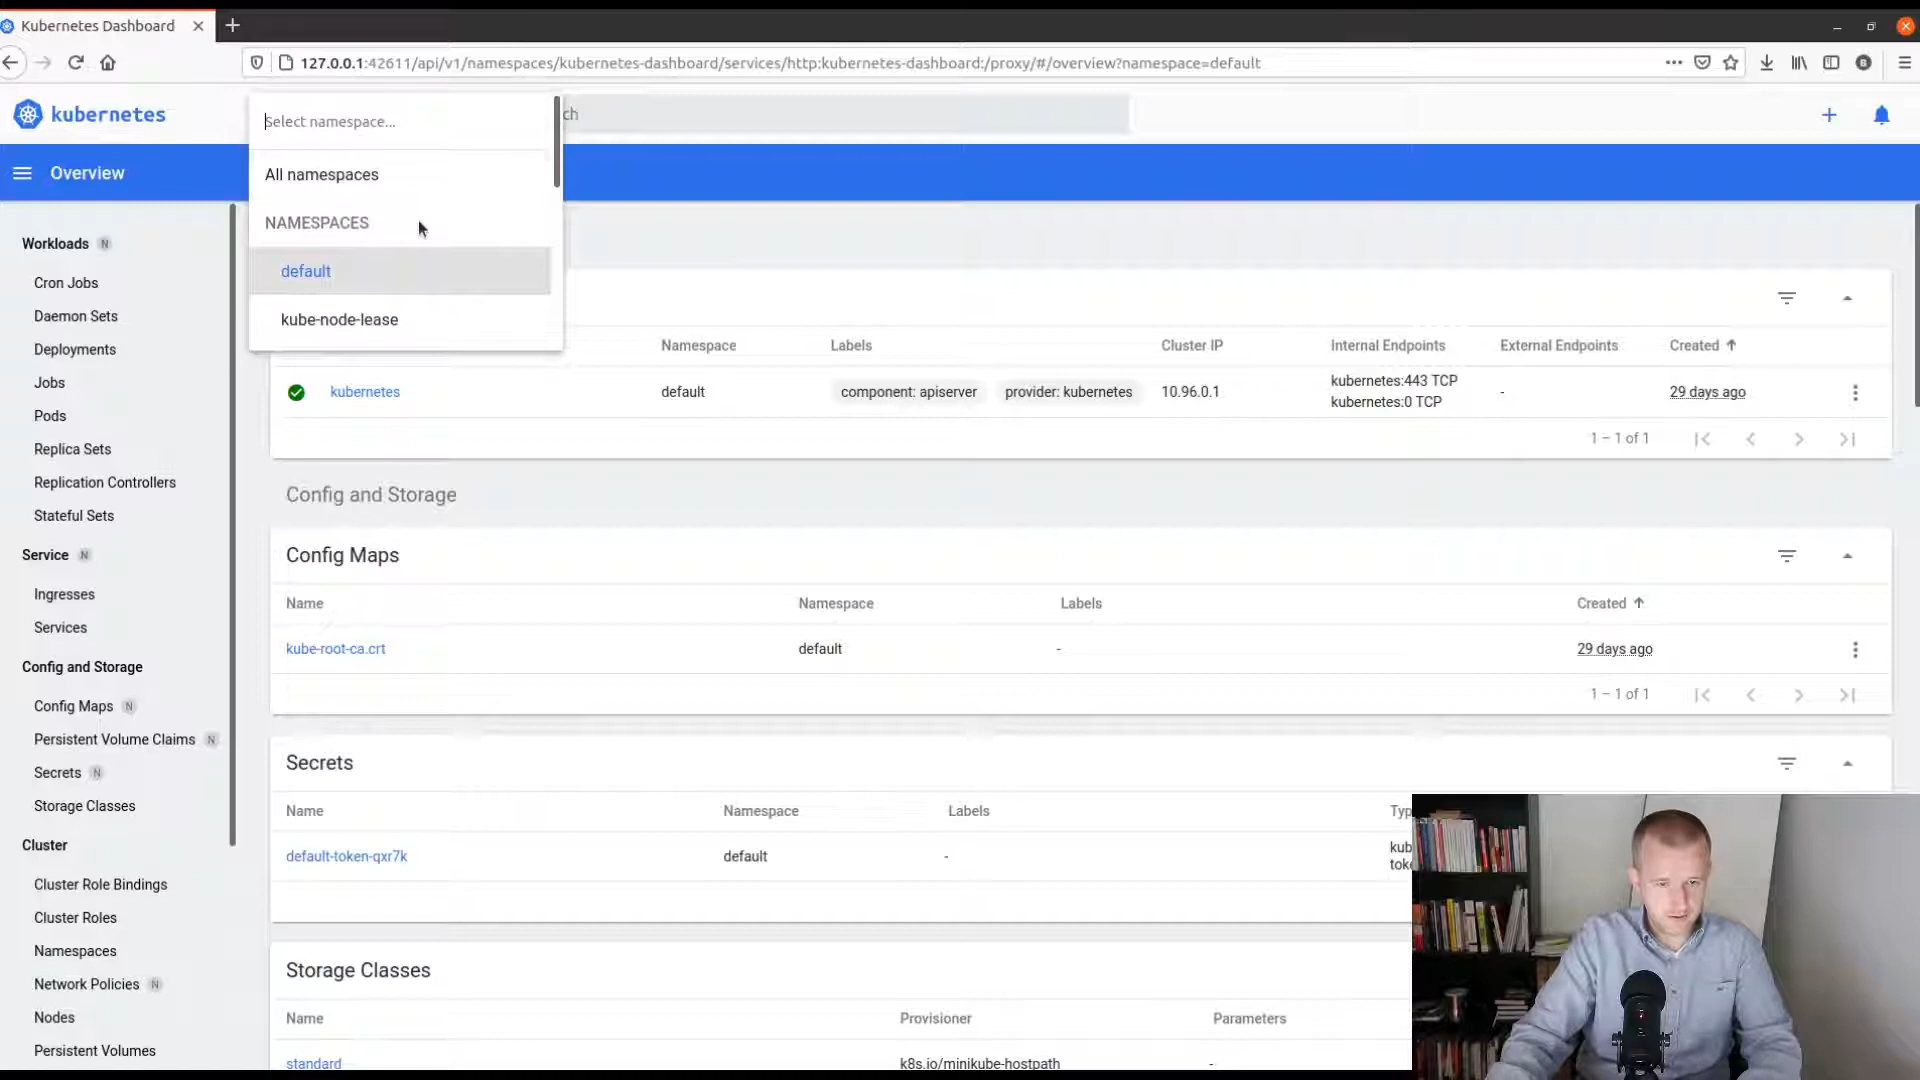 Kubernetes Dashboard
127.0.0.1:42611/api/v1/namespaces/kubernetes-dashboard/services/http:kubernetes-dashboard:/proxy/#/overview?namespace=default
kubernetes
Select namespace...
ch
Overview
All namespaces
NAMESPACES
default
kube-node-lease
Workloads N
Cron Jobs
Daemon Sets
Deployments
Jobs
Pods
Replica Sets
Replication Controllers
Stateful Sets
Service N
Ingresses
Services
Config and Storage
Config Maps N
Persistent Volume Claims N
Secrets N
Storage Classes
Cluster
Cluster Role Bindings
Cluster Roles
Namespaces
Network Policies N
Nodes
Persistent Volumes
Namespace Labels Cluster IP Internal Endpoints External Endpoints Created
kubernetes default component: apiserver provider: kubernetes 10.96.0.1 kubernetes:443 TCP - 29 days ago
kubernetes:0 TCP
1 – 1 of 1
Config and Storage
Config Maps
Name Namespace Labels Created
kube-root-ca.crt default - 29 days ago
1 – 1 of 1
Secrets
Name Namespace Labels Typ
default-token-qxr7k default - kub
toke
Storage Classes
Name Provisioner Parameters
standard k8s.io/minikube-hostpath -